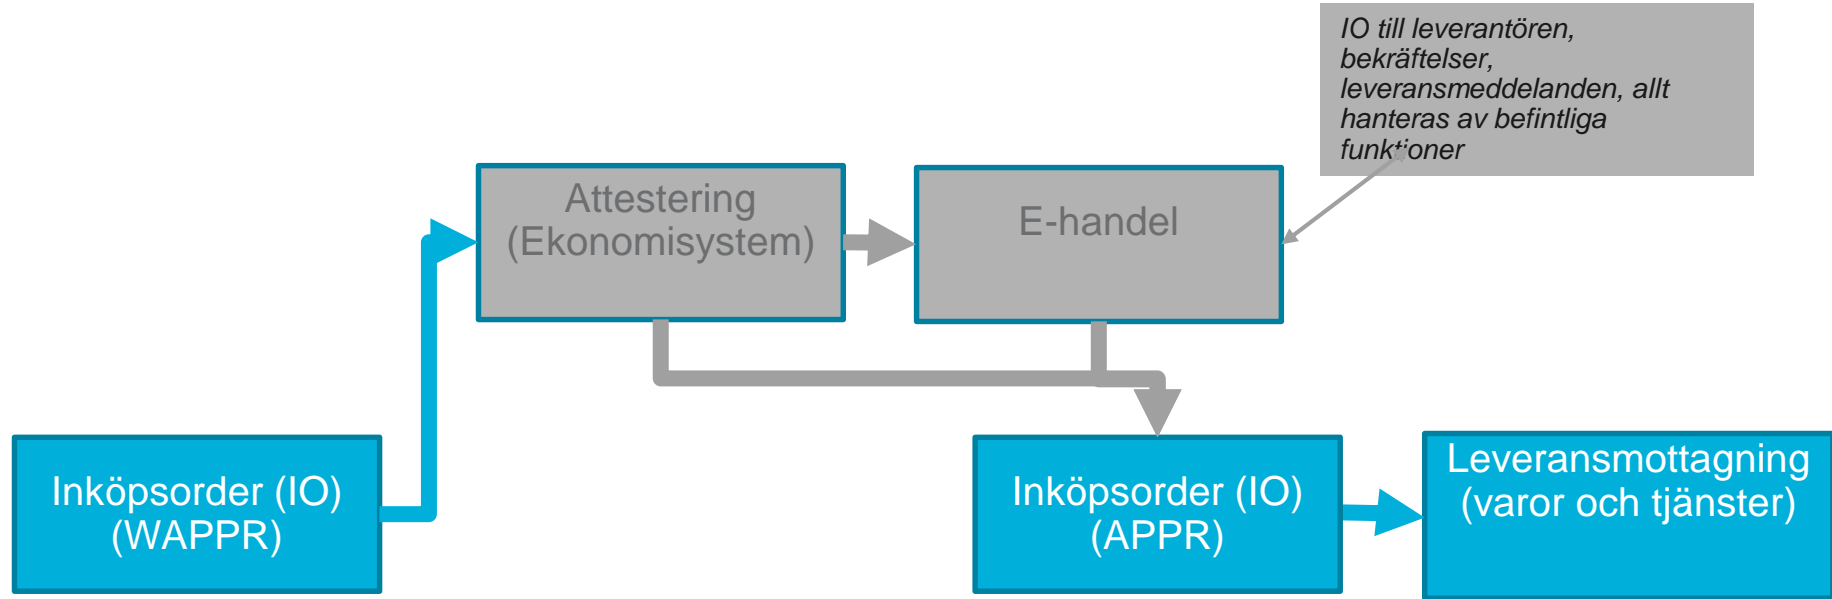 IO till leverantören,
bekräftelser,
leveransmeddelanden, allt
hanteras av befintliga
funktioner
Attestering
(Ekonomisystem)
E-handel
Inköpsorder (IO)
(WAPPR)
Inköpsorder (IO)
(APPR)
Leveransmottagning
(varor och tjänster)